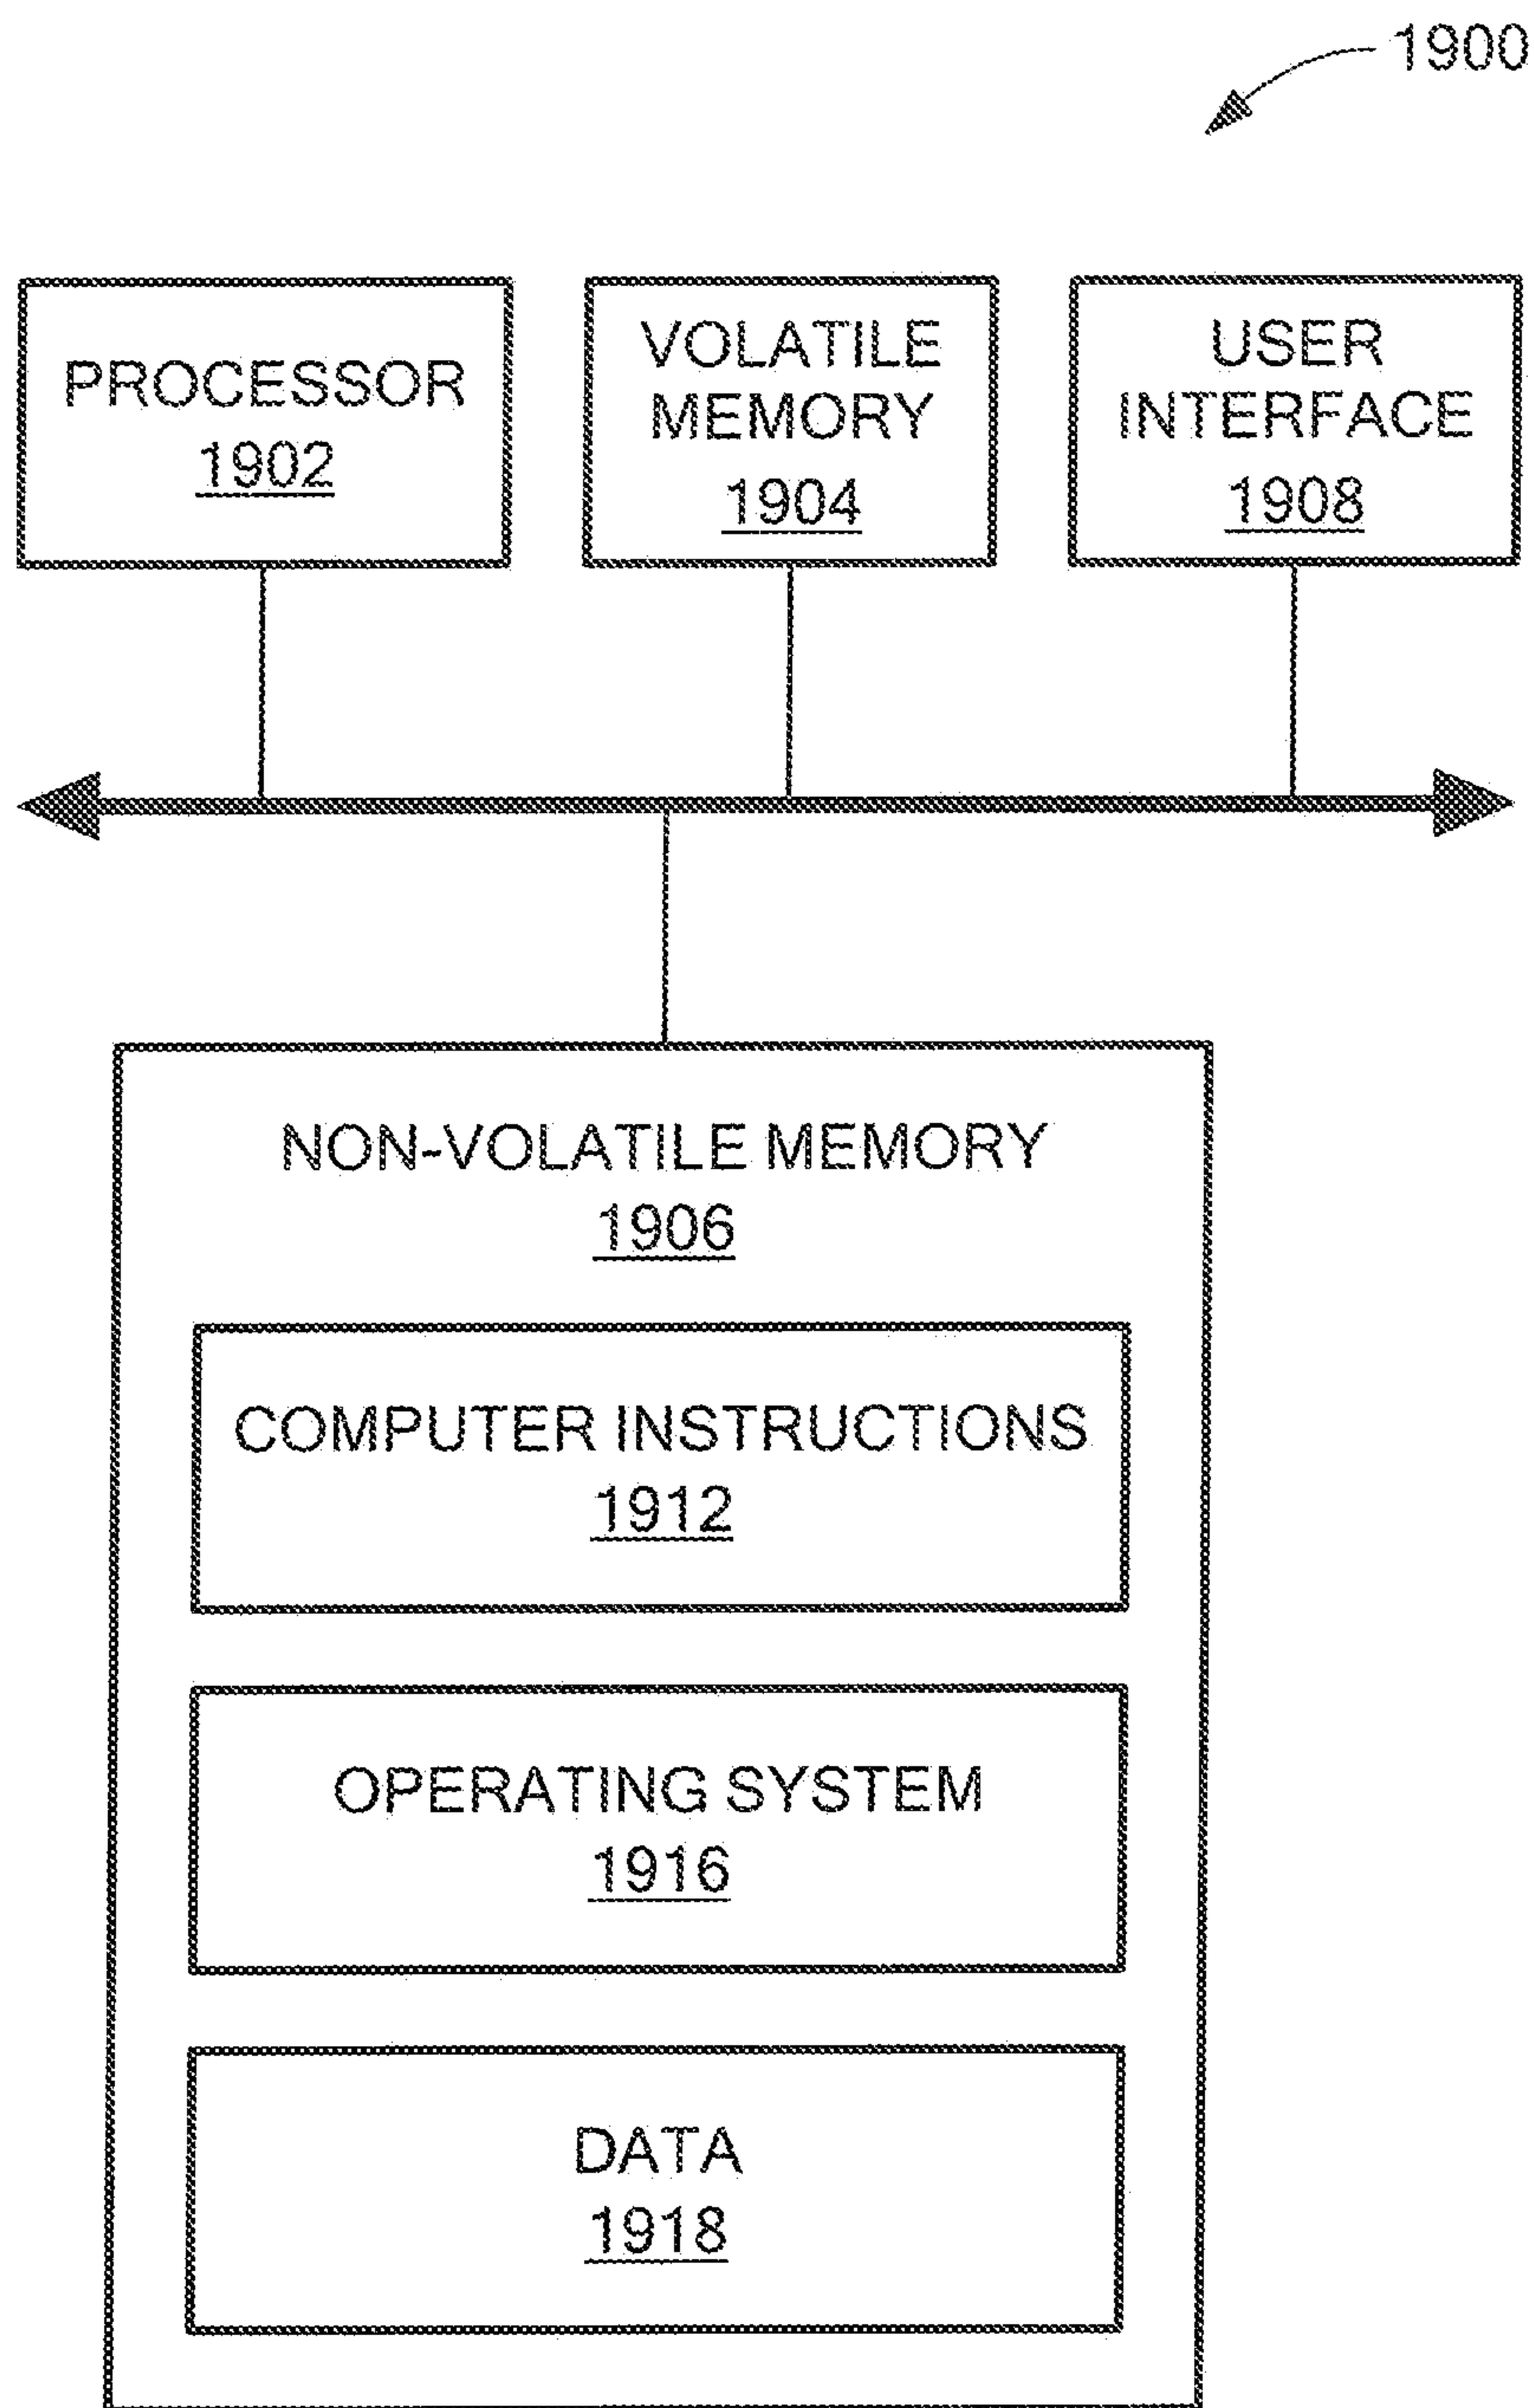 1900
PROCESSOR
1902
VOLATILE
MEMORY
1904
USER
INTERFACE
1908
NON-VOLATILE MEMORY
1906
COMPUTER INSTRUCTIONS
1912
OPERATING SYSTEM
1916
DATA
1918